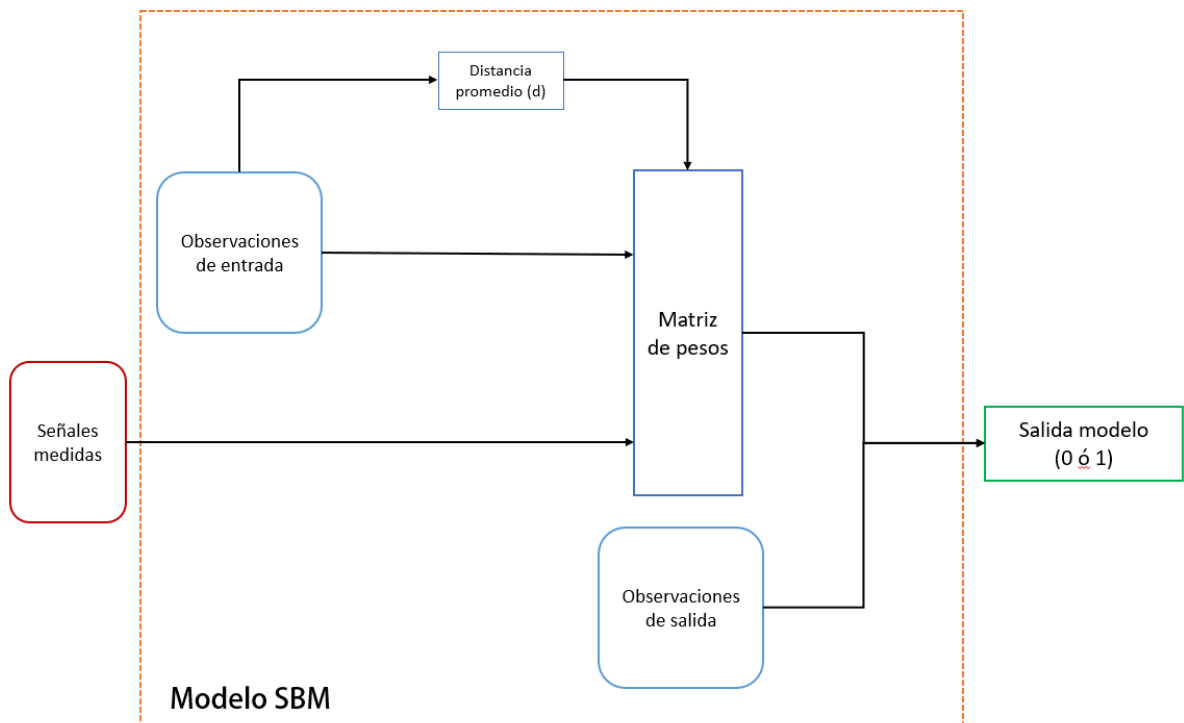 Distancia
promedio (d)
Observaciones
de entrada
Matriz
de pesos
Señales
medidas
Salida modelo
(0 ó 1)
Observaciones
de salida
Modelo SBM